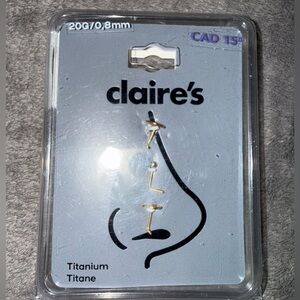 20G/0,8mm
CAD 15
claire's
Titanium
Titane